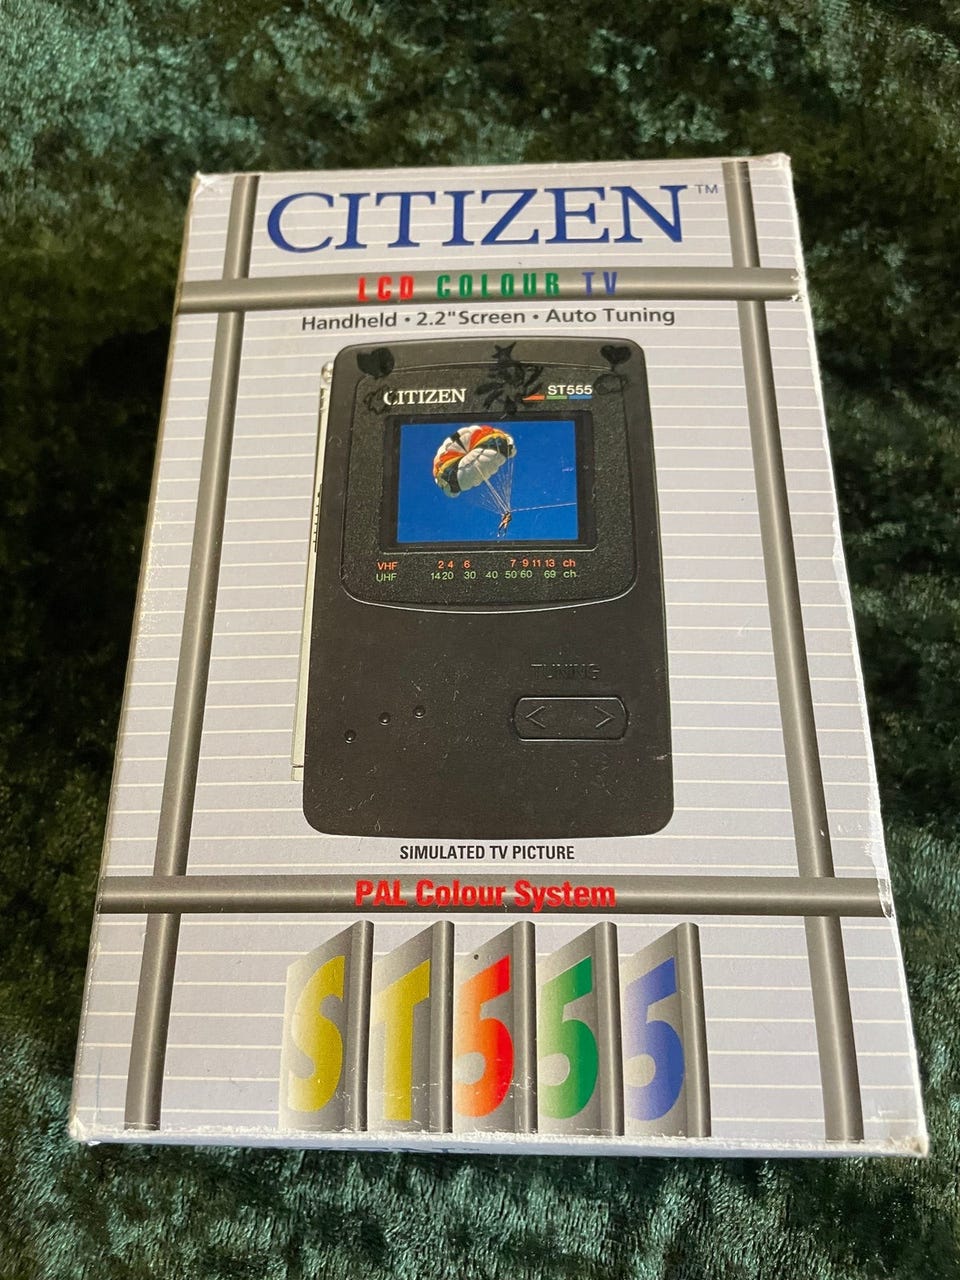 CITIZEN™
LCD COLOUR TV
Handheld • 2.2" Screen • Auto Tuning
CITIZEN ST555
VHF 2 4 6 7 9 11 13 ch
UHF 14 20 30 40 50 60 69 ch
TUNING
< >
SIMULATED TV PICTURE
PAL Colour System
ST555